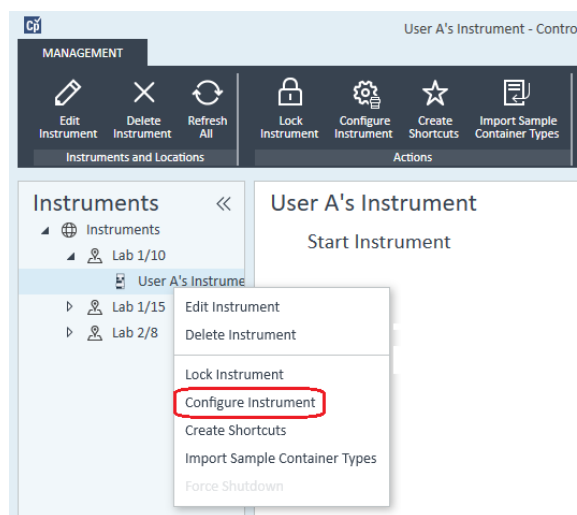 Cp
User A's Instrument - Contro
MANAGEMENT
Edit Instrument
Delete Instrument
Refresh All
Lock Instrument
Configure Instrument
Create Shortcuts
Import Sample Container Types
Instruments and Locations
Actions
Instruments
Instruments
Lab 1/10
User A's Instrume
Lab 1/15
Lab 2/8
User A's Instrument
Start Instrument
Edit Instrument
Delete Instrument
Lock Instrument
Configure Instrument
Create Shortcuts
Import Sample Container Types
Force Shutdown